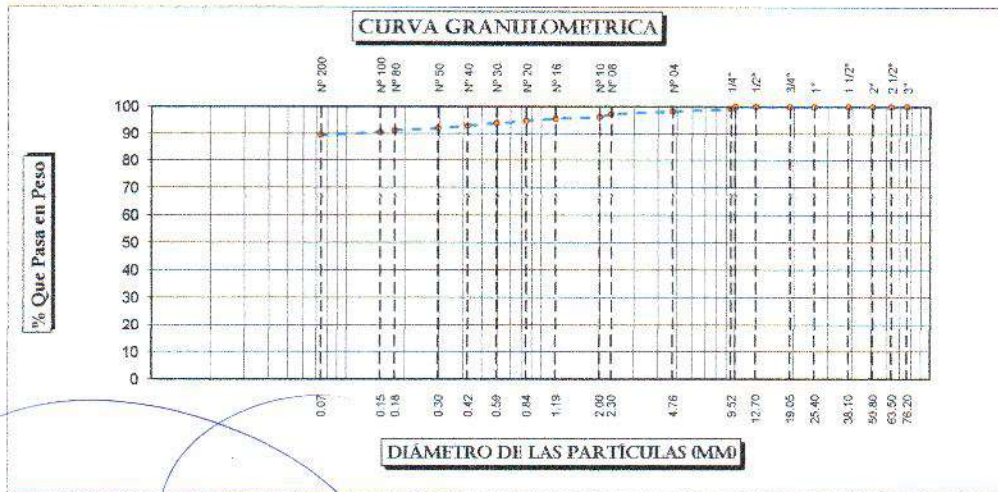 CURVA GRANULOMETRICA
Nº 200
Nº 100
Nº 80
Nº 50
Nº 40
Nº 30
Nº 20
Nº 16
Nº 10
Nº 08
Nº 04
1/4"
1/2"
3/4"
1"
1 1/2"
2"
2 1/2"
3"
% Que Pasa en Peso
100
90
80
70
60
50
40
30
20
10
0
0.07
0.15
0.18
0.30
0.42
0.59
0.84
1.19
2.00
2.30
4.76
9.52
12.70
19.05
25.40
38.10
50.80
63.50
76.20
DIÁMETRO DE LAS PARTÍCULAS (MM)